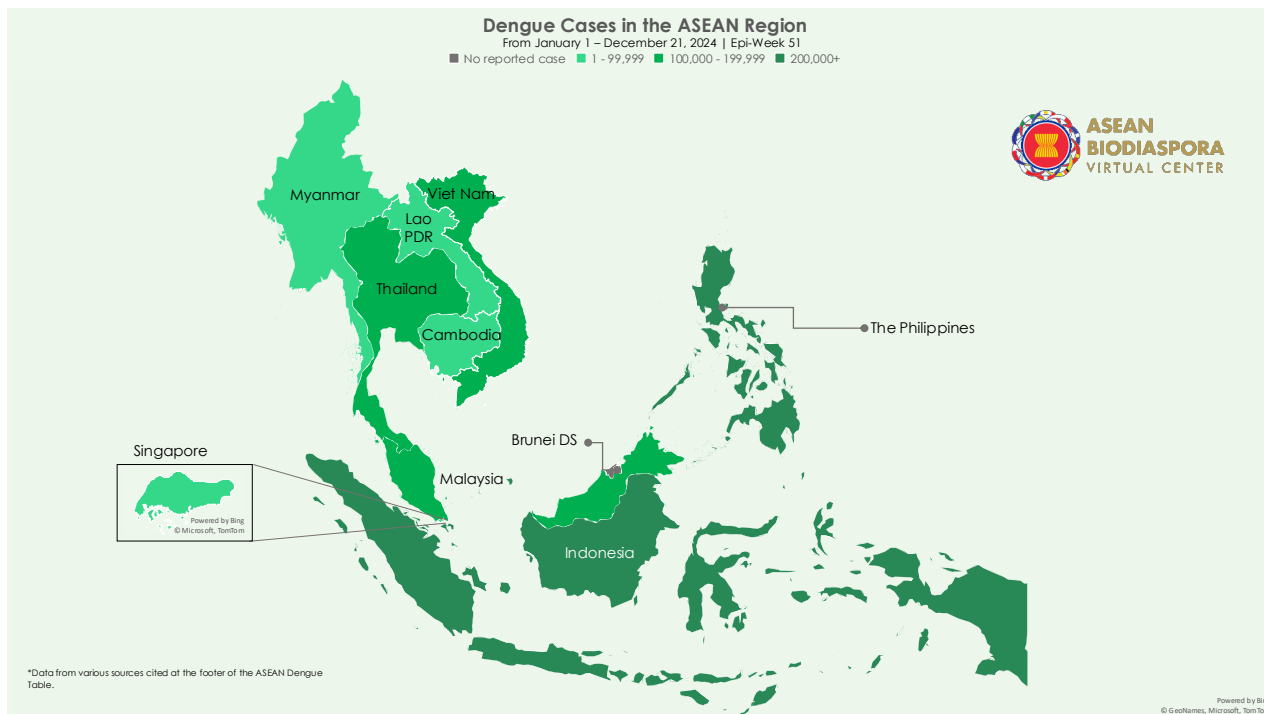 Dengue Cases in the ASEAN Region
From January 1 – December 21, 2024 | Epi-Week 51
No reported case 1 - 99,999 100,000 - 199,999 200,000+
ASEAN
BIODIASPORA
VIRTUAL CENTER
Myanmar
Viet Nam
Lao
PDR
Thailand
Cambodia
The Philippines
Brunei DS
Singapore
Malaysia
Powered by Bing
© Microsoft, TomTom
Indonesia
*Data from various sources cited at the footer of the ASEAN Dengue
Table.
Powered by
© GeoNames, Microsoft,